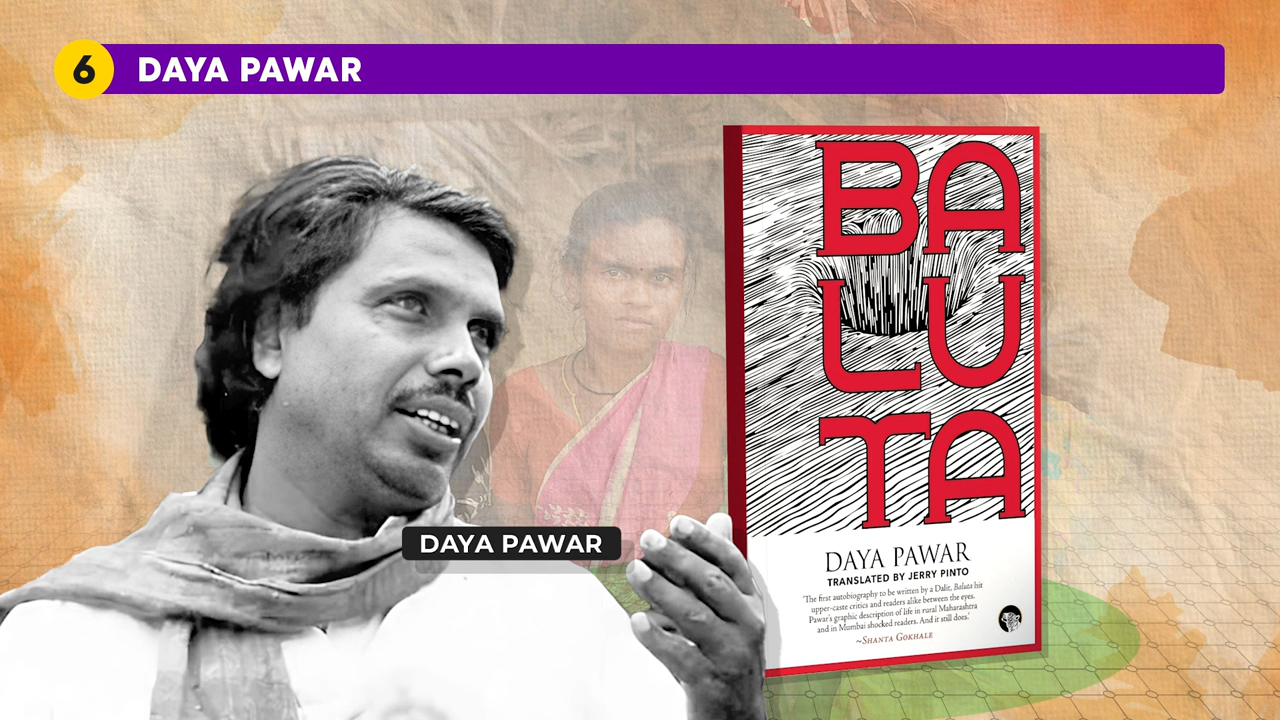 6
DAYA PAWAR
BA
LU
TA
DAYA PAWAR
TRANSLATED BY JERRY PINTO
'The first autobiography to be written by a Dalit, Baluta hit
upper-caste critics and readers alike between the eyes.
Pawar's graphic description of life in rural Maharashtra
and in Mumbai shocked readers. And it still does.'
~SHANTA GOKHALE
DAYA PAWAR